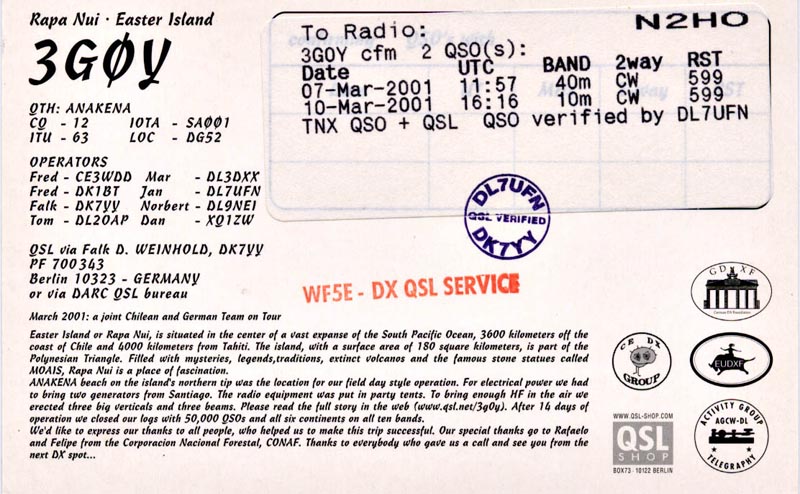 Rapa Nui · Easter Island
3GØY
QTH: ANAKENA
CQ - 12 IOTA - SA001
ITU - 63 LOC - DG52
OPERATORS
Fred - CE3WDD Mar - DL3DXX
Fred - DK1BT Jan - DL7UFN
Falk - DK7YY Norbert - DL9NEI
Tom - DL2OAP Dan - XQ1ZW
QSL via Falk D. WEINHOLD, DK7YY
PF 700343
Berlin 10323 - GERMANY
or via DARC QSL bureau
N2HO
To Radio:
3G0Y cfm 2 QSO(s):
Date UTC BAND 2way RST
07-Mar-2001 11:57 40m CW 599
10-Mar-2001 16:16 10m CW 599
TNX QSO + QSL QSO verified by DL7UFN
DL7UFN
QSL VERIFIED
DK7YY
WF5E - DX QSL SERVICE
March 2001: a joint Chilean and German Team on Tour
Easter Island or Rapa Nui, is situated in the center of a vast expanse of the South Pacific Ocean, 3600 kilometers off the
coast of Chile and 4000 kilometers from Tahiti. The island, with a surface area of 180 square kilometers, is part of the
Polynesian Triangle. Filled with mysteries, legends,traditions, extinct volcanos and the famous stone statues called
MOAIS, Rapa Nui is a place of fascination.
ANAKENA beach on the island's northern tip was the location for our field day style operation. For electrical power we had
to bring two generators from Santiago. The radio equipment was put in party tents. To bring enough HF in the air we
erected three big verticals and three beams. Please read the full story in the web (www.qsl.net/3g0y). After 14 days of
operation we closed our logs with 50,000 QSOs and all six continents on all ten bands.
We'd like to express our thanks to all people, who helped us to make this trip successful. Our special thanks go to Rafaelo
and Felipe from the Corporacion Nacional Forestal, CONAF. Thanks to everybody who gave us a call and see you from the
next DX spot...
GDXF
German DX Foundation
CE DX
GROUP
EUDXF
WWW.QSL-SHOP.COM
QSL
SHOP
BOX73 · 10122 BERLIN
ACTIVITY GROUP
AGCW-DL
TELEGRAPHY